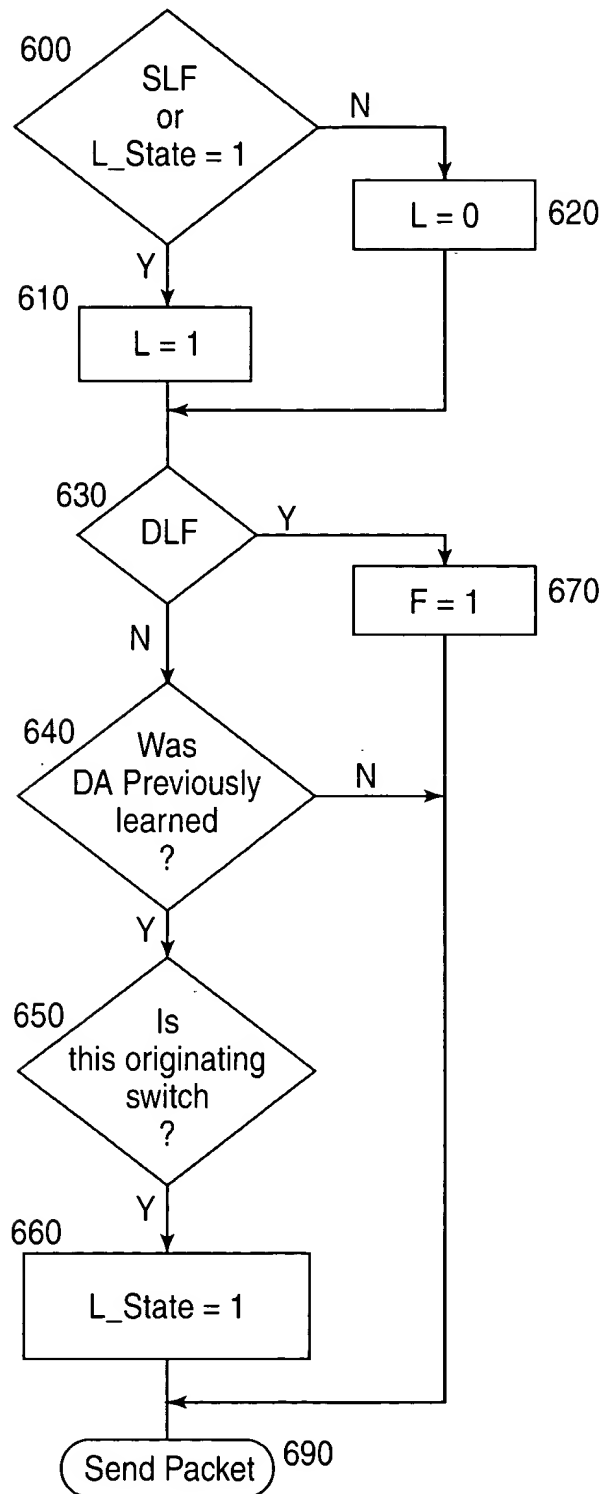 600
SLF
or
L_State = 1
N
L = 0
620
Y
610
L = 1
630
DLF
Y
F = 1
670
N
640
Was
DA Previously
learned
?
N
Y
650
Is
this originating
switch
?
Y
660
L_State = 1
Send Packet
690